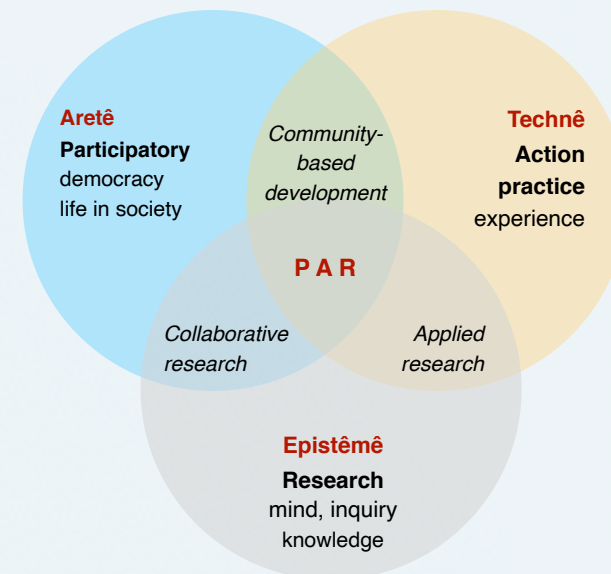 Aretê
Participatory
democracy
life in society
Community-
based
development
Technê
Action
practice
experience
P A R
Collaborative
research
Applied
research
Epistêmê
Research
mind, inquiry
knowledge